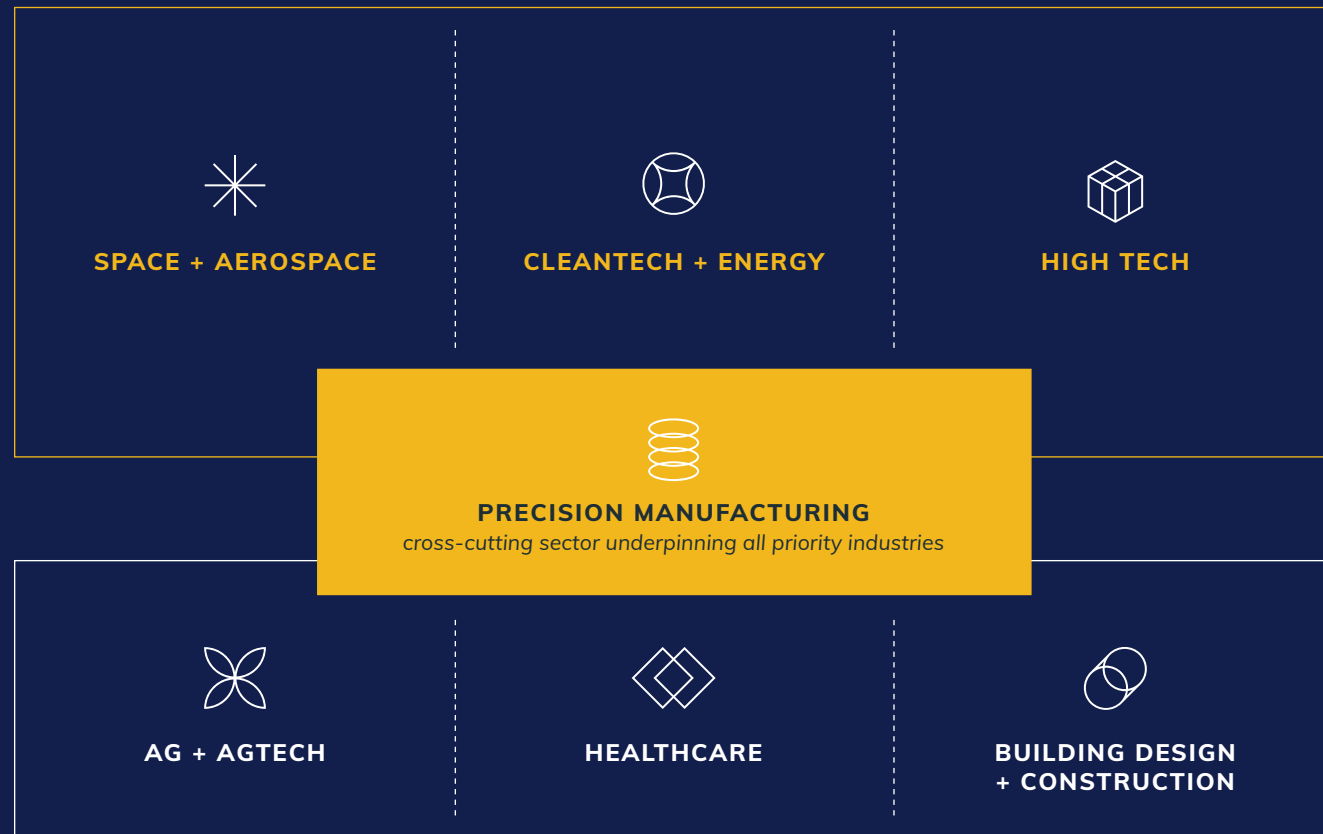 SPACE + AEROSPACE
CLEANTECH + ENERGY
HIGH TECH
PRECISION MANUFACTURING
cross-cutting sector underpinning all priority industries
AG + AGTECH
HEALTHCARE
BUILDING DESIGN
+ CONSTRUCTION